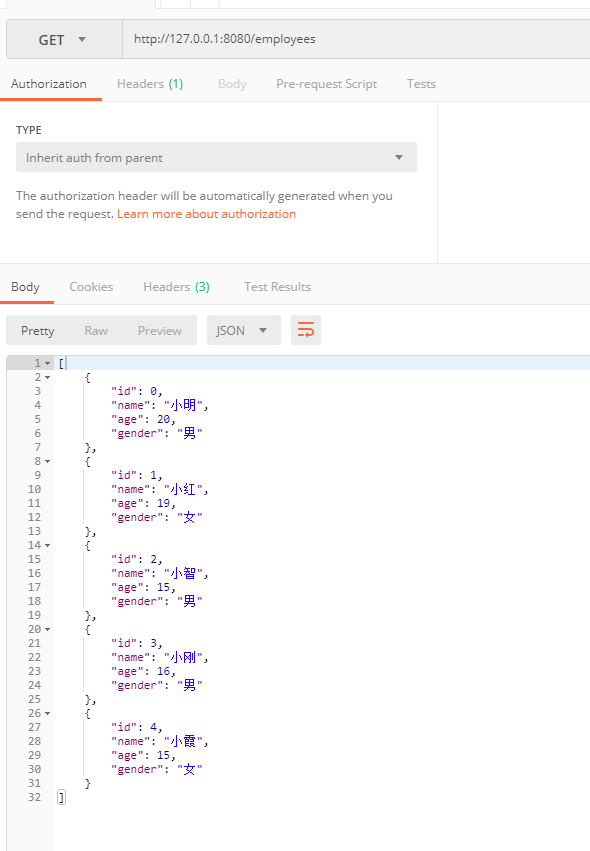 GET http://127.0.0.1:8080/employees
Authorization Headers (1) Body Pre-request Script Tests
TYPE
Inherit auth from parent
The authorization header will be automatically generated when you
send the request. Learn more about authorization
Body Cookies Headers (3) Test Results
Pretty Raw Preview JSON
1 [
2 {
3 "id": 0,
4 "name": "小明",
5 "age": 20,
6 "gender": "男"
7 },
8 {
9 "id": 1,
10 "name": "小红",
11 "age": 19,
12 "gender": "女"
13 },
14 {
15 "id": 2,
16 "name": "小智",
17 "age": 15,
18 "gender": "男"
19 },
20 {
21 "id": 3,
22 "name": "小刚",
23 "age": 16,
24 "gender": "男"
25 },
26 {
27 "id": 4,
28 "name": "小霞",
29 "age": 15,
30 "gender": "女"
31 }
32 ]